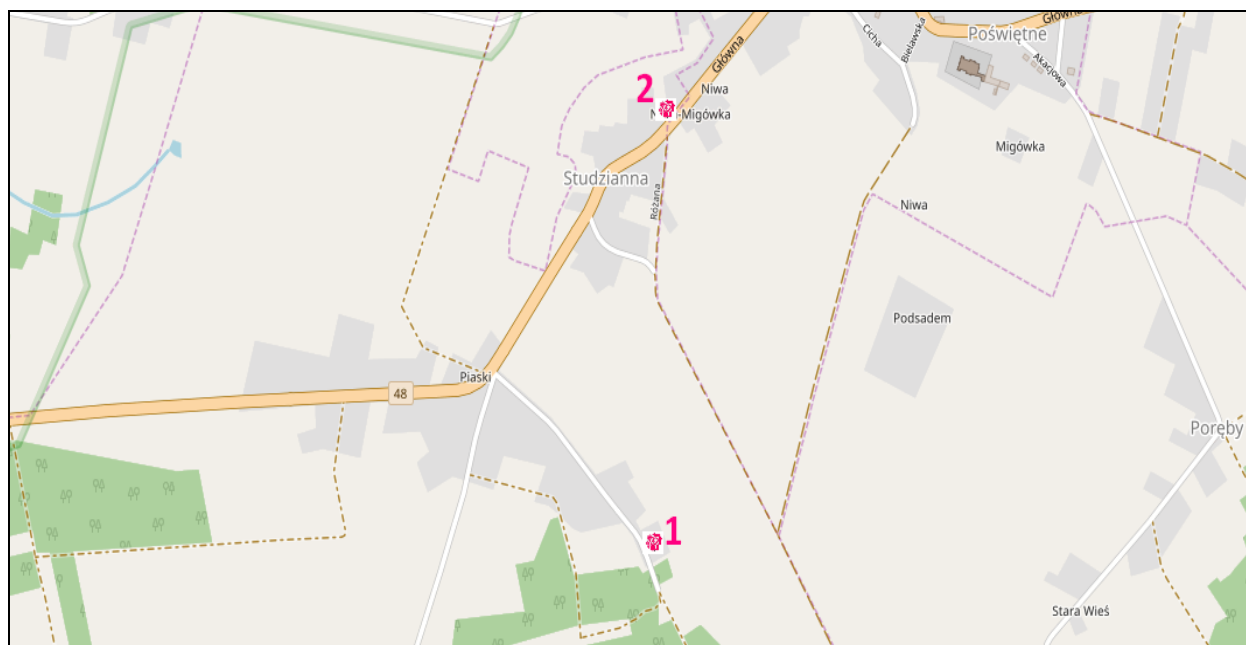 Główna
Poświętne
Cicha
Bielawska
Główna
Akacjowa
2
Niwa
-Migówka
Migówka
Studzianna
Różana
Niwa
Podsadem
Piaski
48
Poręby
1
Stara Wieś